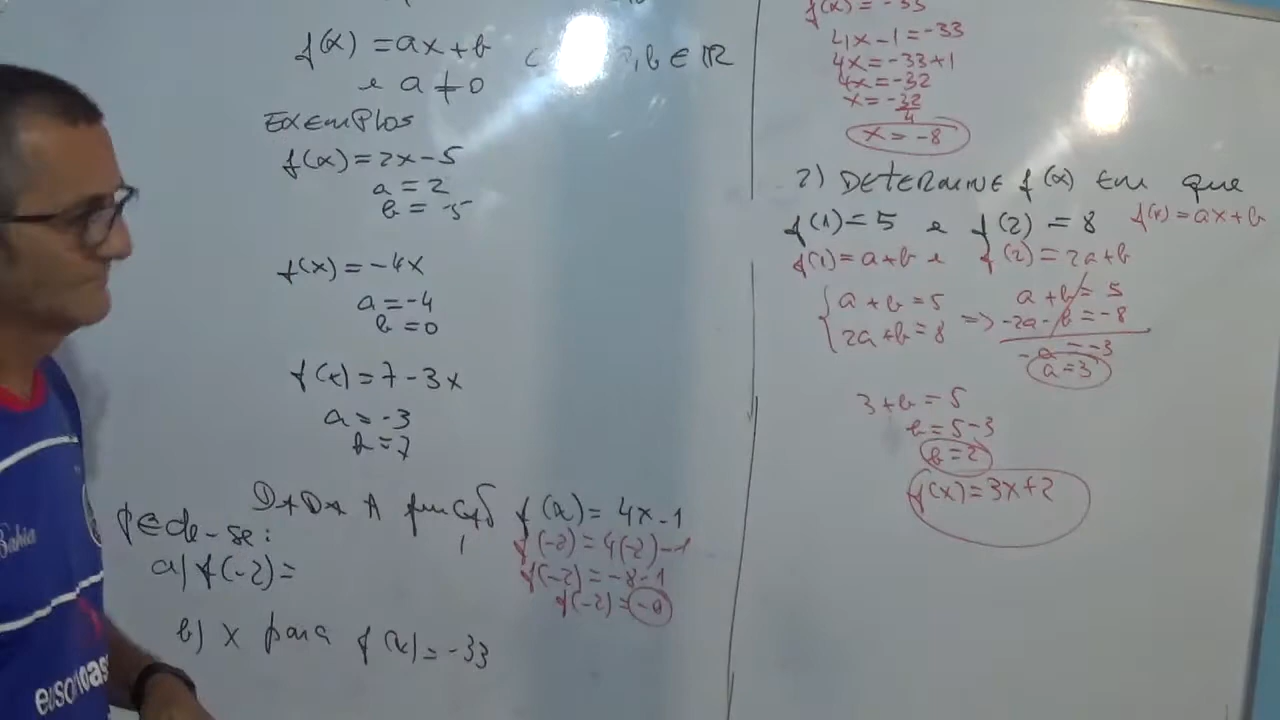 f(x) = ax + b
, b ∈ R
e a ≠ 0
EXEMPLOS
f(x) = 2x - 5
a = 2
b = -5
f(x) = -4x
a = -4
b = 0
f(x) = 7 - 3x
a = -3
b = 7
DADA A função f(x) = 4x - 1
pede-se:
f(-2) = 4(-2) - 1
a) f(-2) =
f(-2) = -8 - 1
f(-2) = -9
b) x para f(x) = -33
f(x) = -33
4x - 1 = -33
4x = -33 + 1
4x = -32
x = -32/4
x = -8
2) DETERMINE f(x) Em que
f(1) = 5 e f(2) = 8 f(x) = ax + b
f(1) = a + b e f(2) = 2a + b
{ a + b = 5
2a + b = 8 =>
a + b = 5
-2a - b = -8
-a = -3
a = 3
3 + b = 5
b = 5 - 3
b = 2
f(x) = 3x + 2
Bahia